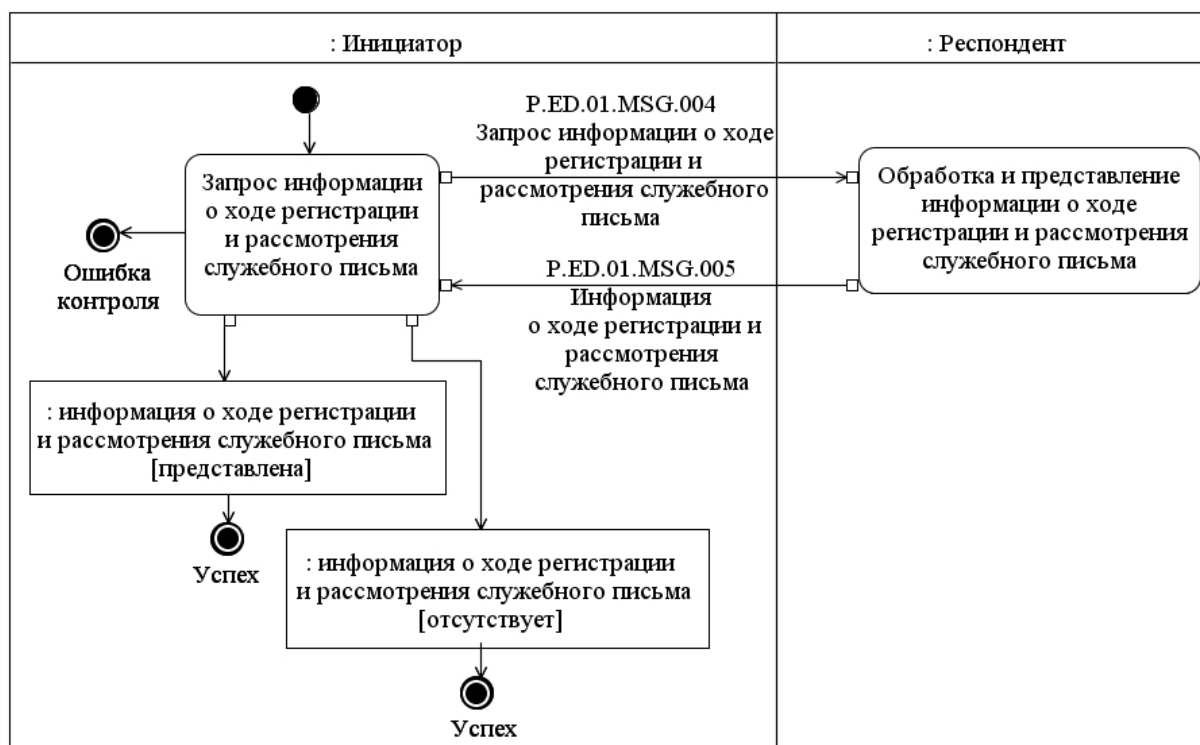 : Инициатор
: Респондент
P.ED.01.MSG.004
Запрос информации о ходе
регистрации и
рассмотрения служебного
письма
Запрос информации
о ходе регистрации
и рассмотрения
служебного письма
Обработка и представление
информации о ходе
регистрации и рассмотрения
служебного письма
Ошибка
контроля
P.ED.01.MSG.005
Информация
о ходе регистрации и
рассмотрения
служебного письма
: информация о ходе регистрации
и рассмотрения служебного письма
[представлена]
Успех
: информация о ходе регистрации
и рассмотрения служебного письма
[отсутствует]
Успех